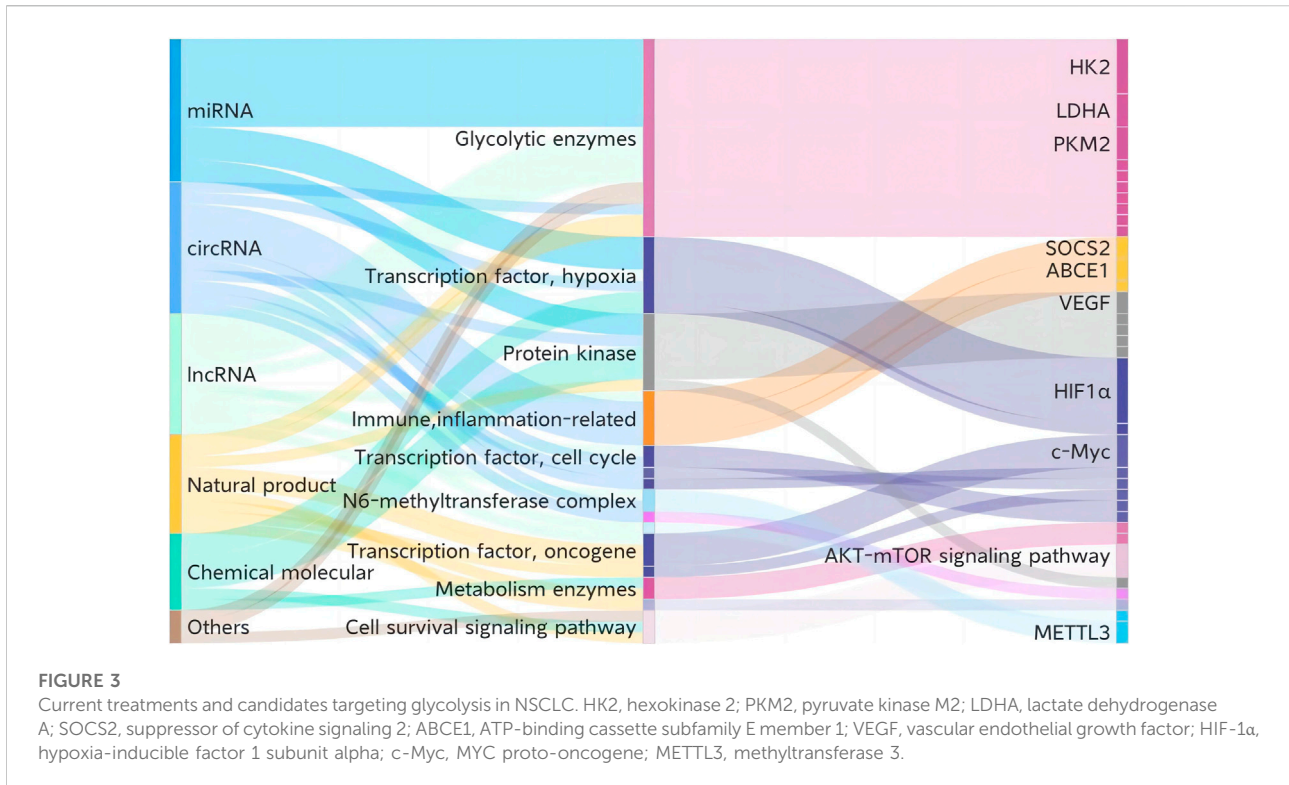 miRNA
circRNA
lncRNA
Natural product
Chemical molecular
Others
Glycolytic enzymes
Transcription factor, hypoxia
Protein kinase
Immune,inflammation-related
Transcription factor, cell cycle
N6-methyltransferase complex
Transcription factor, oncogene
Metabolism enzymes
Cell survival signaling pathway
HK2
LDHA
PKM2
SOCS2
ABCE1
VEGF
HIF1α
c-Myc
AKT-mTOR signaling pathway
METTL3
FIGURE 3
Current treatments and candidates targeting glycolysis in NSCLC. HK2, hexokinase 2; PKM2, pyruvate kinase M2; LDHA, lactate dehydrogenase
A; SOCS2, suppressor of cytokine signaling 2; ABCE1, ATP-binding cassette subfamily E member 1; VEGF, vascular endothelial growth factor; HIF-1α,
hypoxia-inducible factor 1 subunit alpha; c-Myc, MYC proto-oncogene; METTL3, methyltransferase 3.